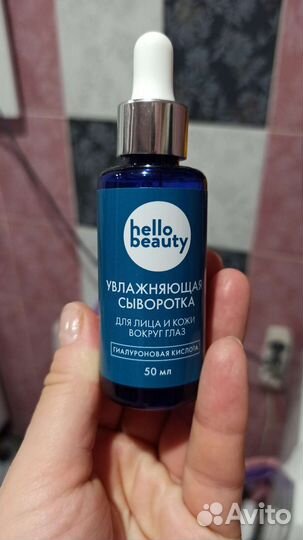 hello
beauty
УВЛАЖНЯЮЩАЯ
СЫВОРОТКА
ДЛЯ ЛИЦА И КОЖИ
ВОКРУГ ГЛАЗ
ГИАЛУРОНОВАЯ КИСЛОТА
50 мл
Avito